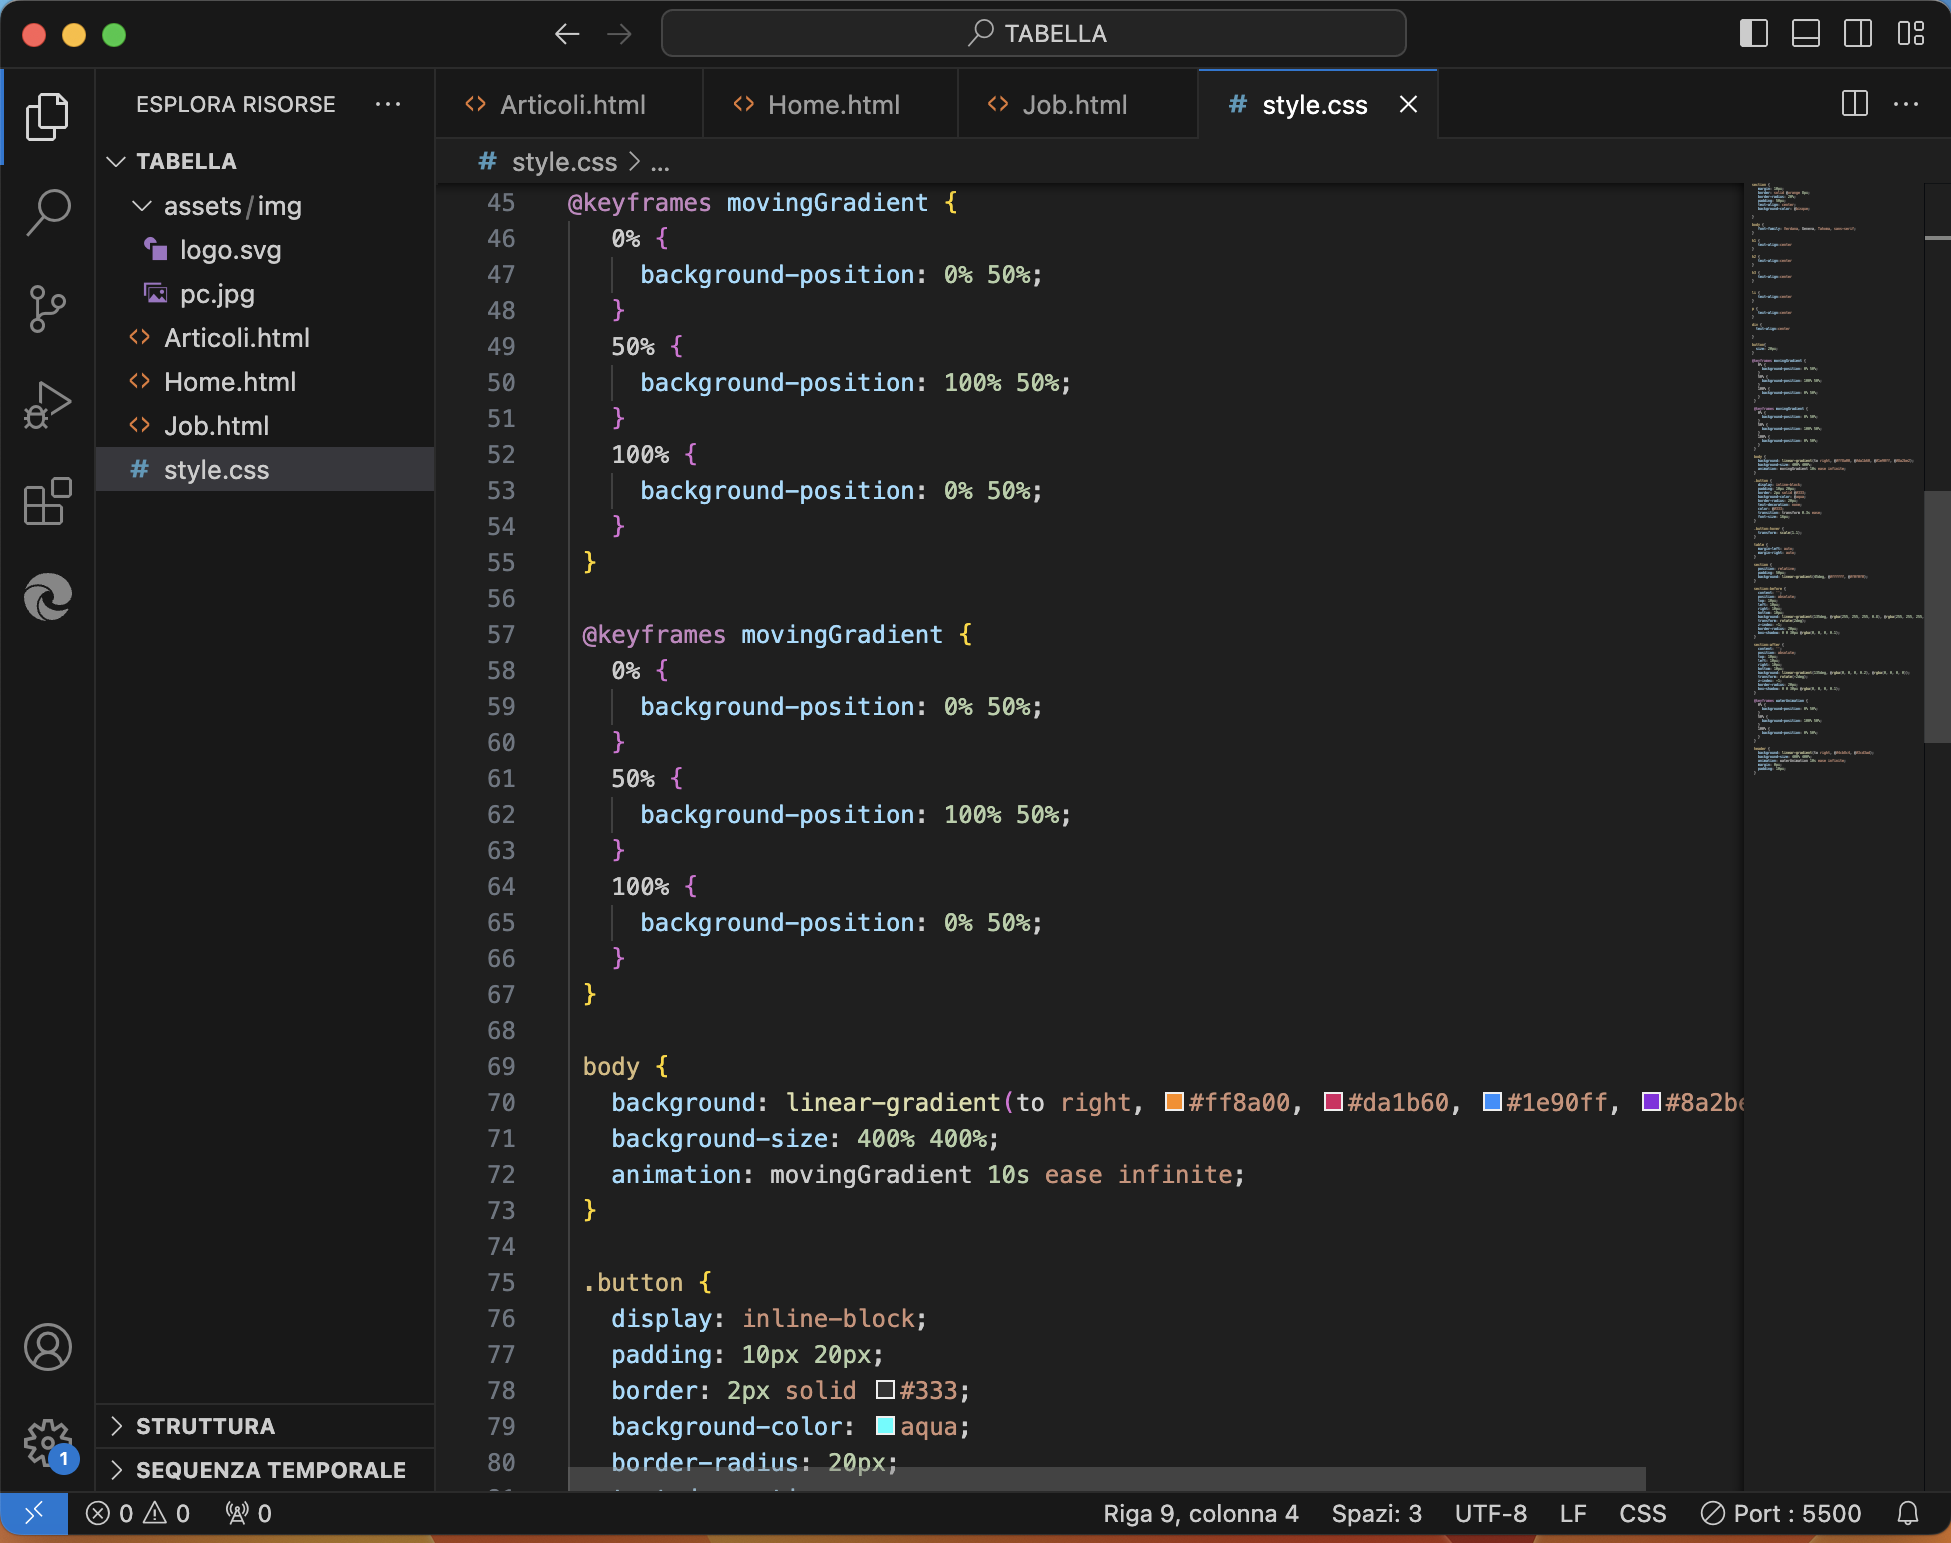 TABELLA
ESPLORA RISORSE ...
TABELLA
assets/img
logo.svg
pc.jpg
<> Articoli.html
<> Home.html
<> Job.html
# style.css
STRUTTURA
SEQUENZA TEMPORALE
<> Articoli.html <> Home.html <> Job.html # style.css
# style.css > ...
45 @keyframes movingGradient {
46 0% {
47 background-position: 0% 50%;
48 }
49 50% {
50 background-position: 100% 50%;
51 }
52 100% {
53 background-position: 0% 50%;
54 }
55 }
56
57 @keyframes movingGradient {
58 0% {
59 background-position: 0% 50%;
60 }
61 50% {
62 background-position: 100% 50%;
63 }
64 100% {
65 background-position: 0% 50%;
66 }
67 }
68
69 body {
70 background: linear-gradient(to right, #ff8a00, #da1b60, #1e90ff, #8a2be
71 background-size: 400% 400%;
72 animation: movingGradient 10s ease infinite;
73 }
74
75 .button {
76 display: inline-block;
77 padding: 10px 20px;
78 border: 2px solid #333;
79 background-color: aqua;
80 border-radius: 20px;
1
0 0 0 Riga 9, colonna 4 Spazi: 3 UTF-8 LF CSS Port : 5500